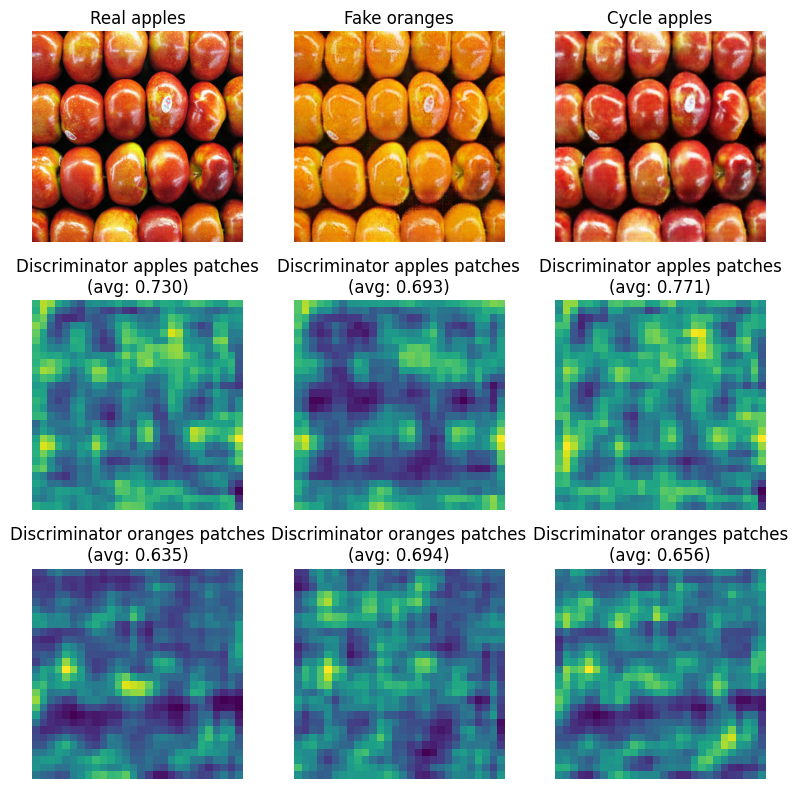 Real apples
Fake oranges
Cycle apples
Discriminator apples patches
(avg: 0.730)
Discriminator apples patches
(avg: 0.693)
Discriminator apples patches
(avg: 0.771)
Discriminator oranges patches
(avg: 0.635)
Discriminator oranges patches
(avg: 0.694)
Discriminator oranges patches
(avg: 0.656)